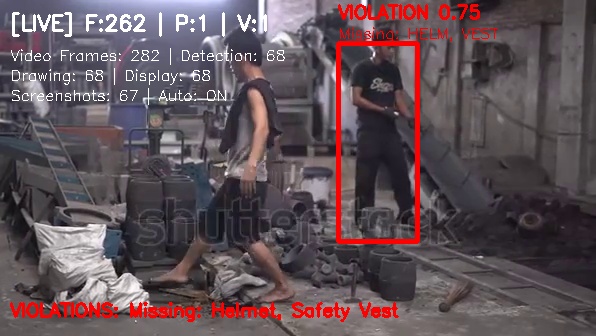 [LIVE] F:262 | P:1 | V:1
VIOLATION 0.75
Missing: HELM, VEST
Video Frames: 282 | Detection: 68
Drawing: 68 | Display: 68
Screenshots: 67 | Auto: ON
shutterstock
VIOLATIONS: Missing: Helmet, Safety Vest